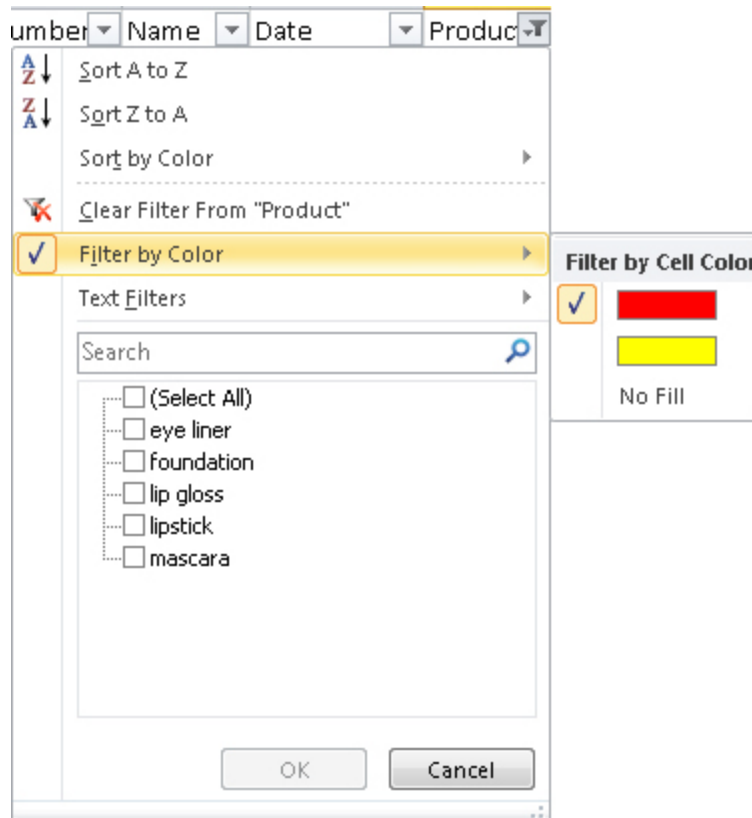 umber Name Date Produc
Sort A to Z
Sort Z to A
Sort by Color
Clear Filter From "Product"
Filter by Color
Text Filters
Filter by Cell Color
No Fill
Search
(Select All)
eye liner
foundation
lip gloss
lipstick
mascara
OK Cancel